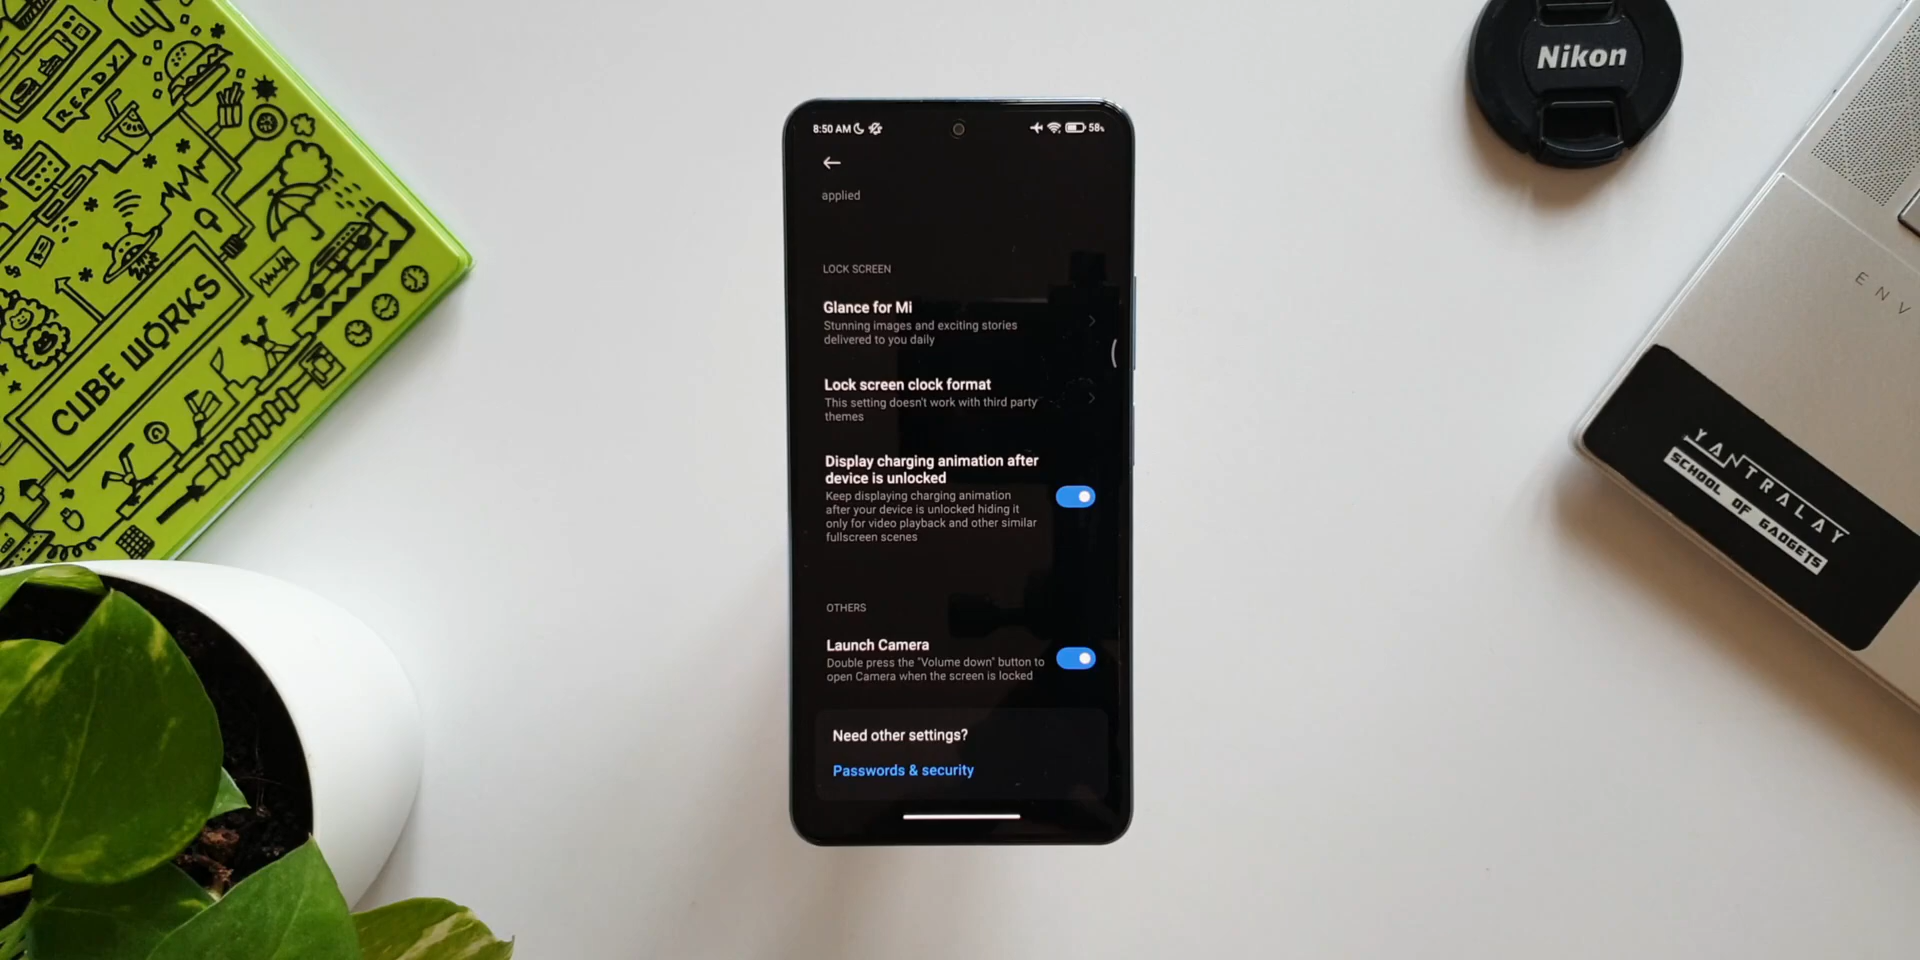 READY.
CUBE WORKS
8:50 AM
58%
applied
LOCK SCREEN
Glance for Mi
Stunning images and exciting stories
delivered to you daily
Lock screen clock format
This setting doesn't work with third party
themes
Display charging animation after
device is unlocked
Keep displaying charging animation
after your device is unlocked hiding it
only for video playback and other similar
fullscreen scenes
OTHERS
Launch Camera
Double press the "Volume down" button to
open Camera when the screen is locked
Need other settings?
Passwords & security
Nikon
ENV
YANTRALAY
SCHOOL OF GADGETS